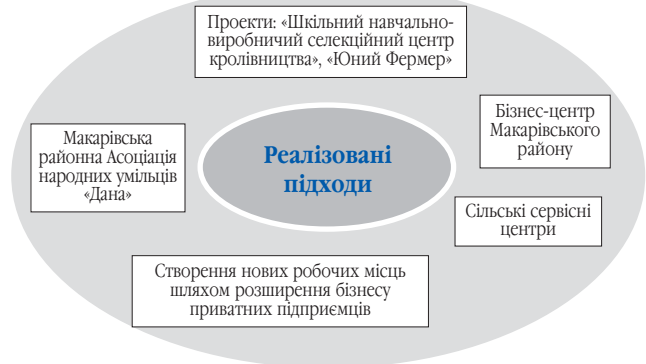 Проекти: «Шкільний навчально-
виробничий селекційний центр
кролівництва», «Юний Фермер»
Бізнес-центр
Макарівського
району
Макарівська
районна Асоціація
народних умільців
«Дана»
Реалізовані
підходи
Сільські сервісні
центри
Створення нових робочих місць
шляхом розширення бізнесу
приватних підприємців